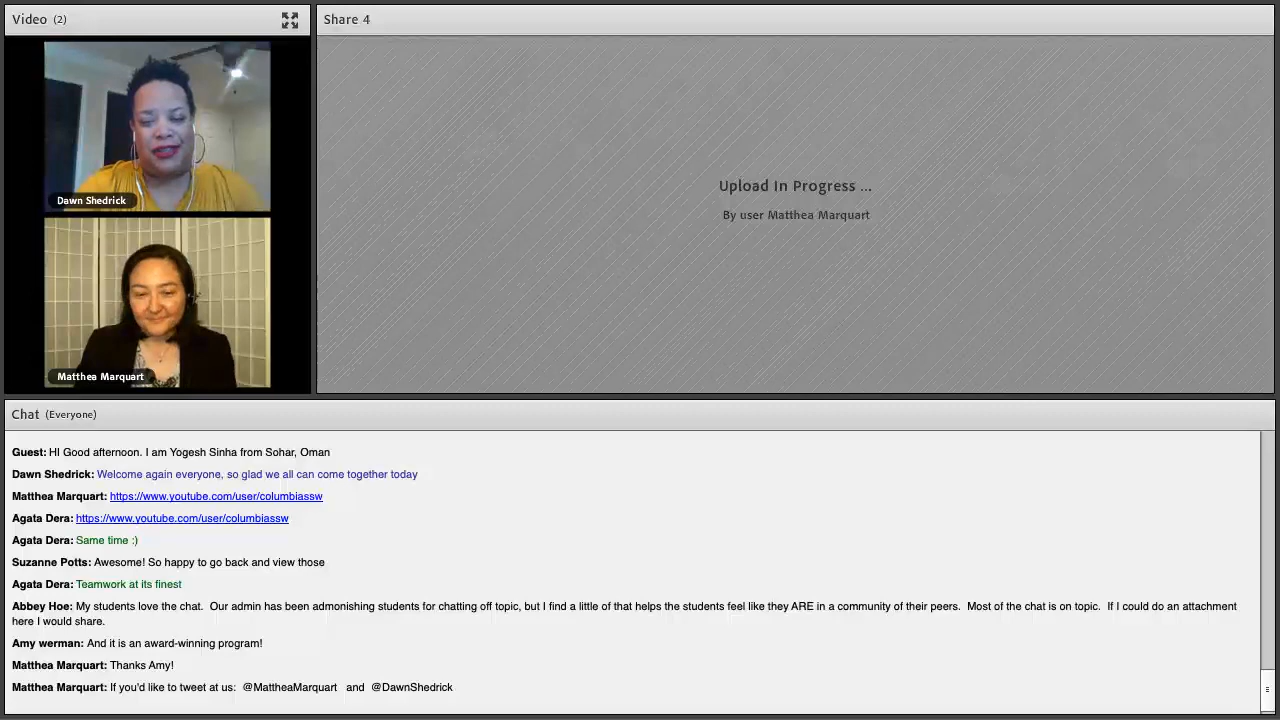 Video (2)
Share 4
Dawn Shedrick
Matthea Marquart
Upload In Progress ...
By user Matthea Marquart
Chat (Everyone)
Guest: HI Good afternoon. I am Yogesh Sinha from Sohar, Oman
Dawn Shedrick: Welcome again everyone, so glad we all can come together today
Matthea Marquart: https://www.youtube.com/user/columbiassw
Agata Dera: https://www.youtube.com/user/columbiassw
Agata Dera: Same time :)
Suzanne Potts: Awesome! So happy to go back and view those
Agata Dera: Teamwork at its finest
Abbey Hoe: My students love the chat.  Our admin has been admonishing students for chatting off topic, but I find a little of that helps the students feel like they ARE in a community of their peers.  Most of the chat is on topic.  If I could do an attachment
here I would share.
Amy werman: And it is an award-winning program!
Matthea Marquart: Thanks Amy!
Matthea Marquart: If you'd like to tweet at us:  @MattheaMarquart   and  @DawnShedrick